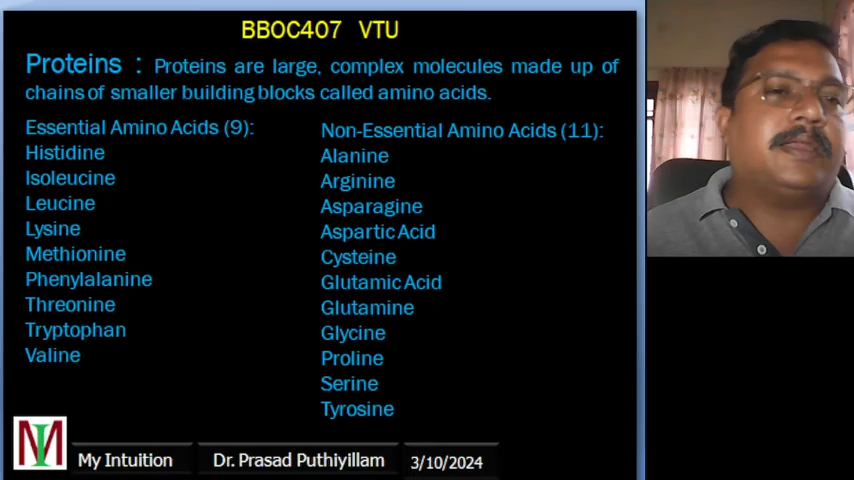 BBOC407 VTU
Proteins : Proteins are large, complex molecules made up of
chains of smaller building blocks called amino acids.
Essential Amino Acids (9):
Histidine
Isoleucine
Leucine
Lysine
Methionine
Phenylalanine
Threonine
Tryptophan
Valine
Non-Essential Amino Acids (11):
Alanine
Arginine
Asparagine
Aspartic Acid
Cysteine
Glutamic Acid
Glutamine
Glycine
Proline
Serine
Tyrosine
MI
My Intuition
Dr. Prasad Puthiyillam
3/10/2024